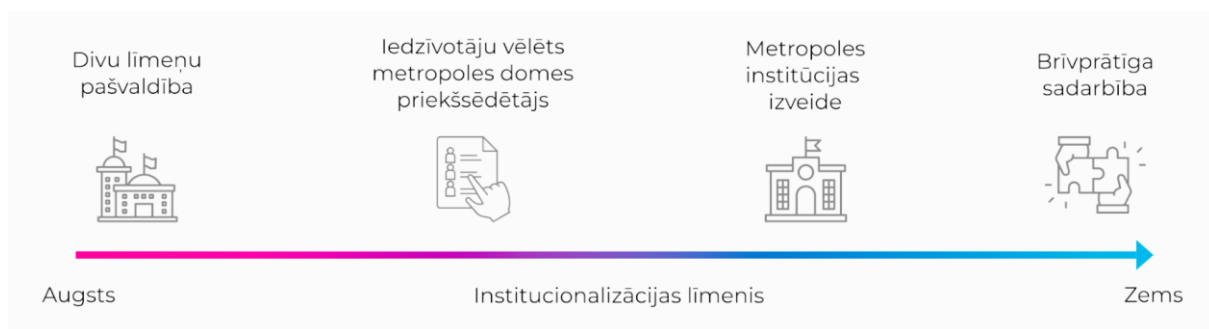 Divu līmeņu
pašvaldība
Iedzīvotāju vēlēts
metropoles domes
priekšsēdētājs
Metropoles
institūcijas
izveide
Brīvprātīga
sadarbība
Augsts
Institucionalizācijas līmenis
Zems